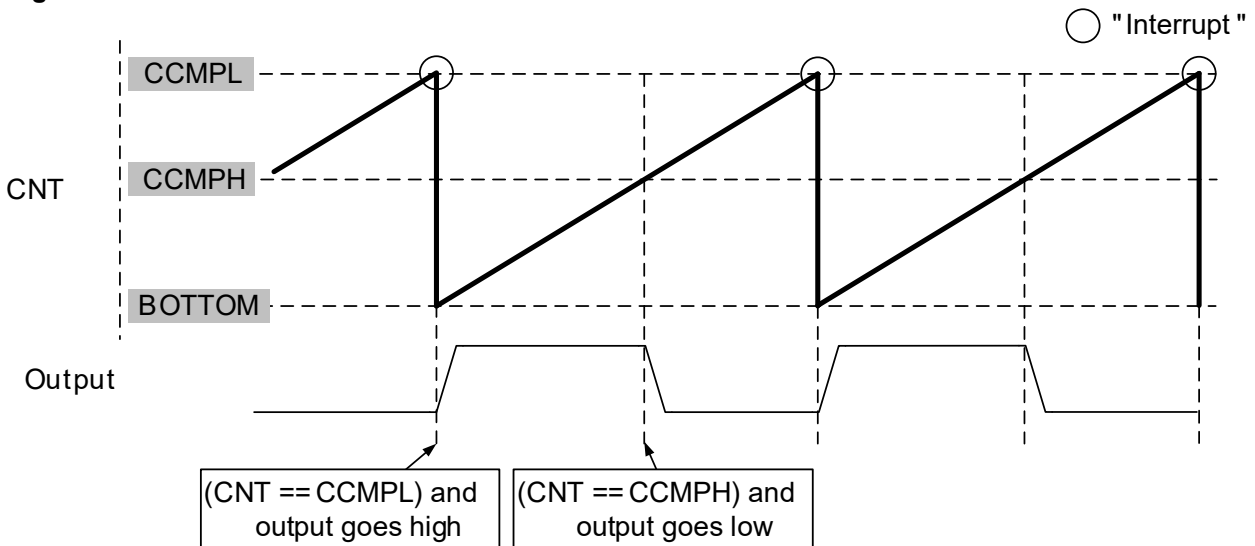 "Interrupt"
CCMPL
CNT
CCMPH
BOTTOM
Output
(CNT == CCMPL) and
output goes high
(CNT == CCMPH) and
output goes low